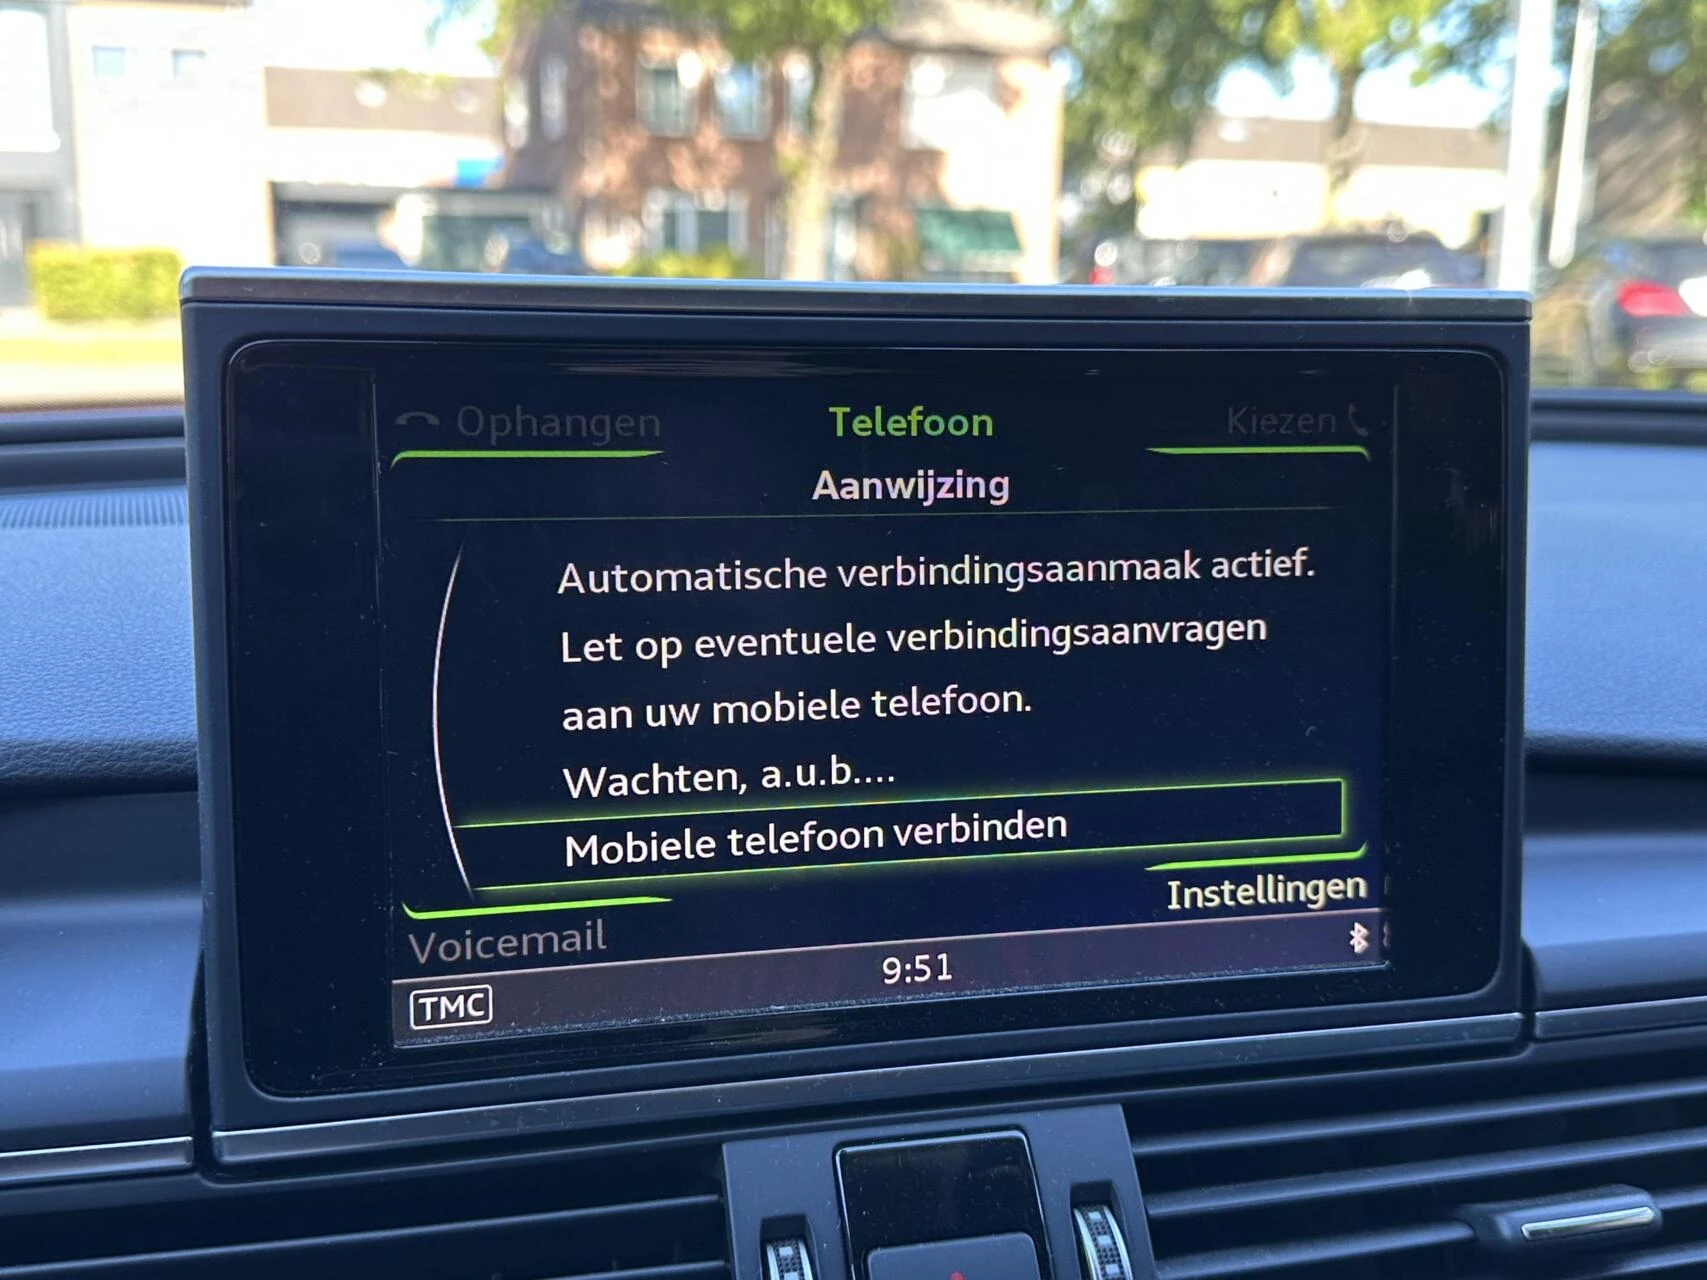 Ophangen
Telefoon
Kiezen
Aanwijzing
Automatische verbindingsaanmaak actief.
Let op eventuele verbindingsaanvragen
aan uw mobiele telefoon.
Wachten, a.u.b....
Mobiele telefoon verbinden
Instellingen
Voicemail
9:51
TMC